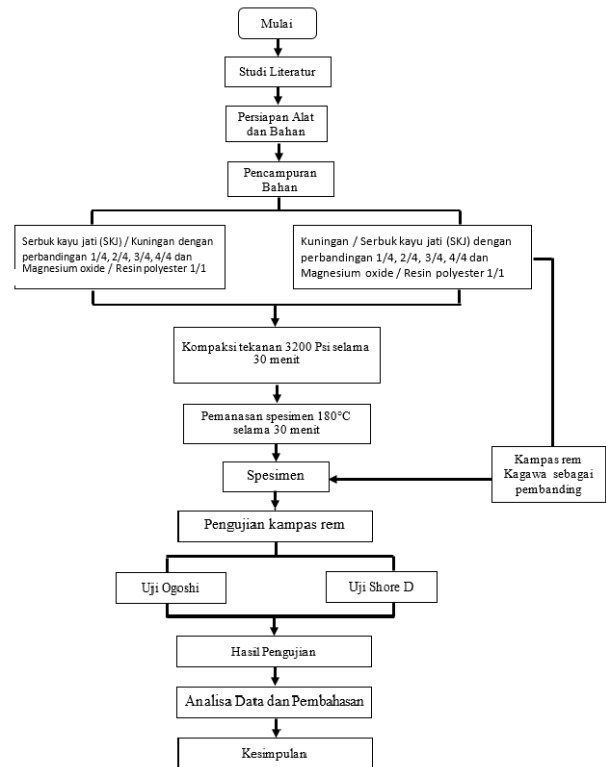 Mulai
Studi Literatur
Persiapan Alat
dan Bahan
Pencampuran
Bahan
Serbuk kayu jati (SKJ) / Kuningan dengan
perbandingan 1/4, 2/4, 3/4, 4/4 dan
Magnesium oxide / Resin polyester 1/1
Kuningan / Serbuk kayu jati (SKJ) dengan
perbandingan 1/4, 2/4, 3/4, 4/4 dan
Magnesium oxide / Resin polyester 1/1
Kompaksi tekanan 3200 Psi selama
30 menit
Pemanasan spesimen 180°C
selama 30 menit
Kampas rem
Kagawa sebagai
pembanding
Spesimen
Pengujian kampas rem
Uji Ogoshi
Uji Shore D
Hasil Pengujian
Analisa Data dan Pembahasan
Kesimpulan